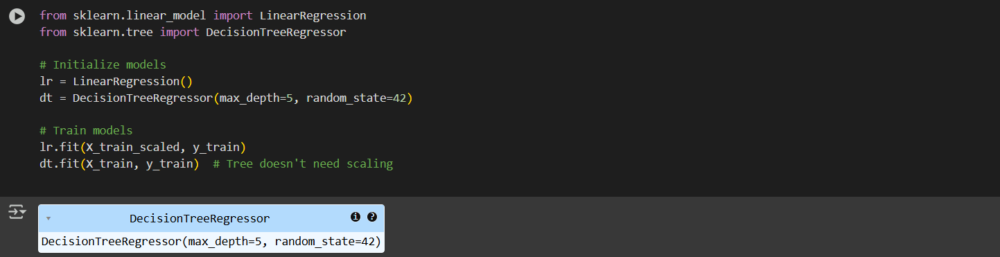 from sklearn.linear_model import LinearRegression
from sklearn.tree import DecisionTreeRegressor
# Initialize models
lr = LinearRegression()
dt = DecisionTreeRegressor(max_depth=5, random_state=42)
# Train models
lr.fit(X_train_scaled, y_train)
dt.fit(X_train, y_train)  # Tree doesn't need scaling
DecisionTreeRegressor i ?
DecisionTreeRegressor(max_depth=5, random_state=42)